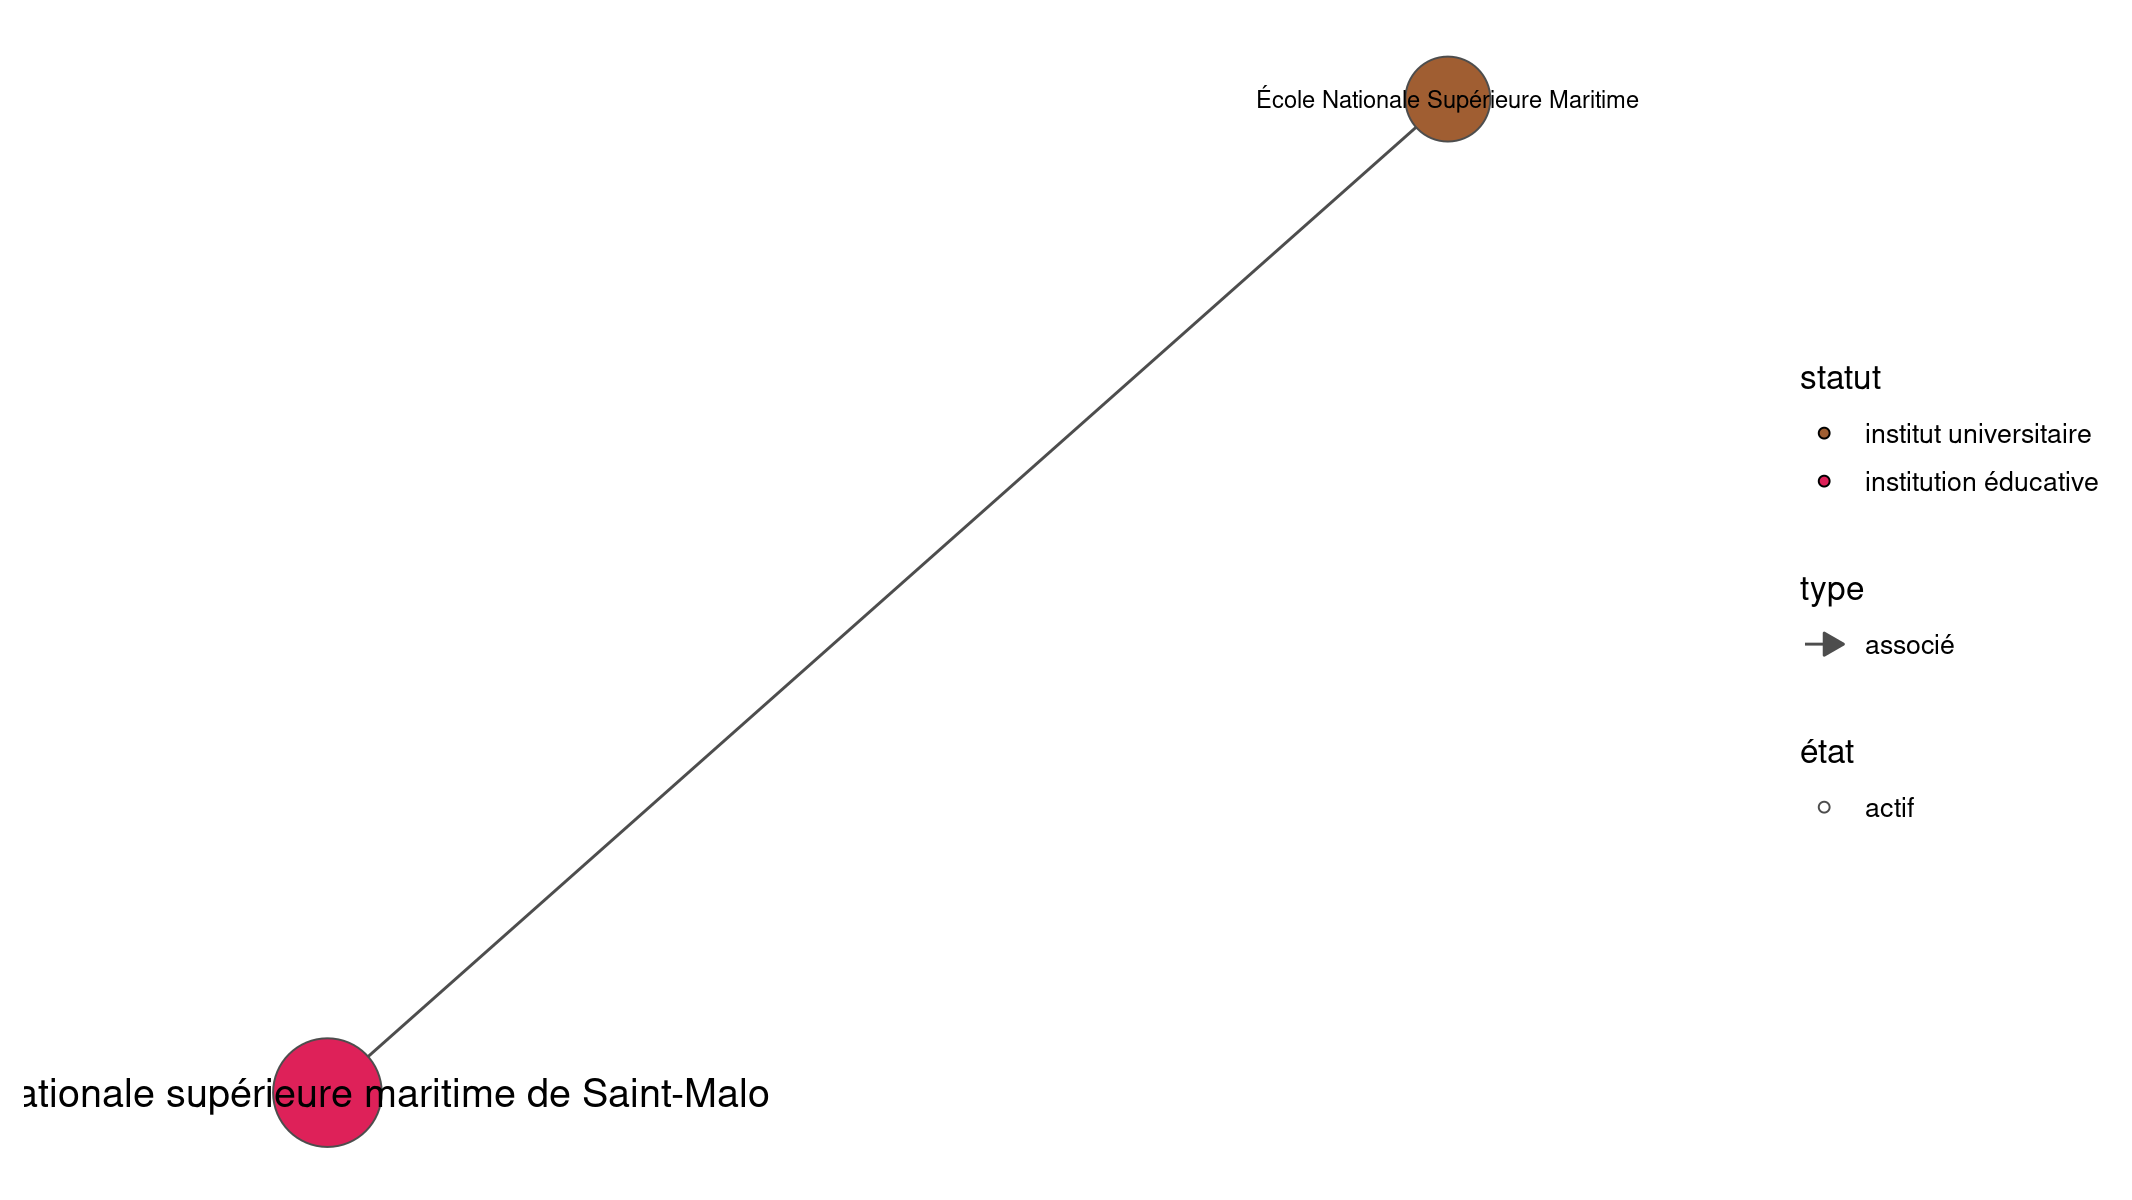 École Nationale Supérieure Maritime
statut
institut universitaire
institution éducative
type
associé
état
actif
ationale supérieure maritime de Saint-Malo